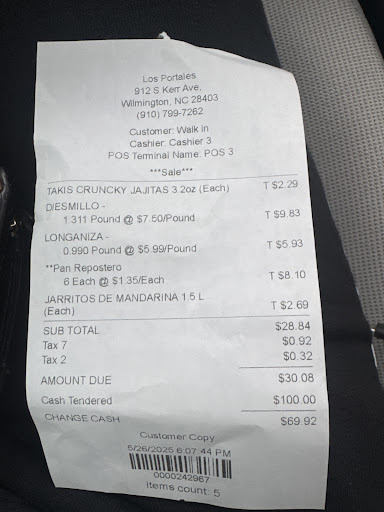 Los Portales
912 S Kerr Ave,
Wilmington, NC 28403
(910) 799-7262
Customer: Walk in
Cashier: Cashier 3
POS Terminal Name: POS 3
***Sale***
TAKIS CRUNCKY JAJITAS 3.2oz (Each) T $2.29
DIESMILLO -
1.311 Pound @ $7.50/Pound T $9.83
LONGANIZA -
0.990 Pound @ $5.99/Pound T $5.93
**Pan Repostero
6 Each @ $1.35/Each T $8.10
JARRITOS DE MANDARINA 1.5 L
(Each) T $2.69
SUB TOTAL $28.84
Tax 7 $0.92
Tax 2 $0.32
AMOUNT DUE $30.08
Cash Tendered $100.00
CHANGE CASH $69.92
Customer Copy
5/26/2025 6:07:44 PM
0000242967
Items count: 5